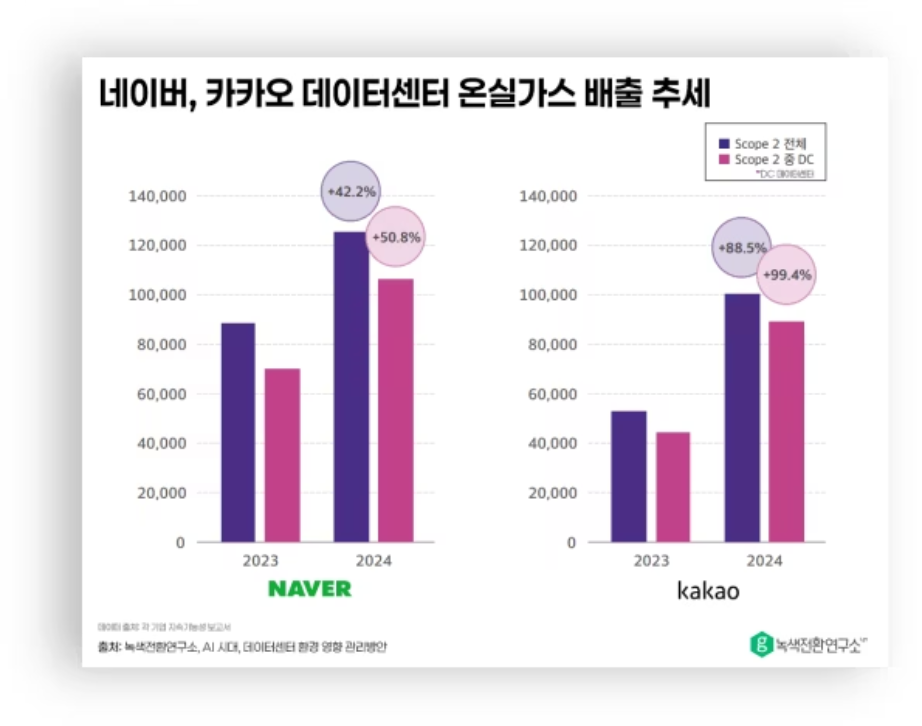 네이버, 카카오 데이터센터 온실가스 배출 추세
Scope 2 전체
Scope 2 중 DC
*DC 데이터센터
140,000
120,000
100,000
80,000
60,000
40,000
20,000
0
+42.2%
+50.8%
2023
2024
NAVER
140,000
120,000
100,000
80,000
60,000
40,000
20,000
0
+88.5%
+99.4%
2023
2024
kakao
데이터 출처: 각 기업 지속가능성 보고서
출처: 녹색전환연구소, AI 시대, 데이터센터 환경 영향 관리방안
녹색전환연구소